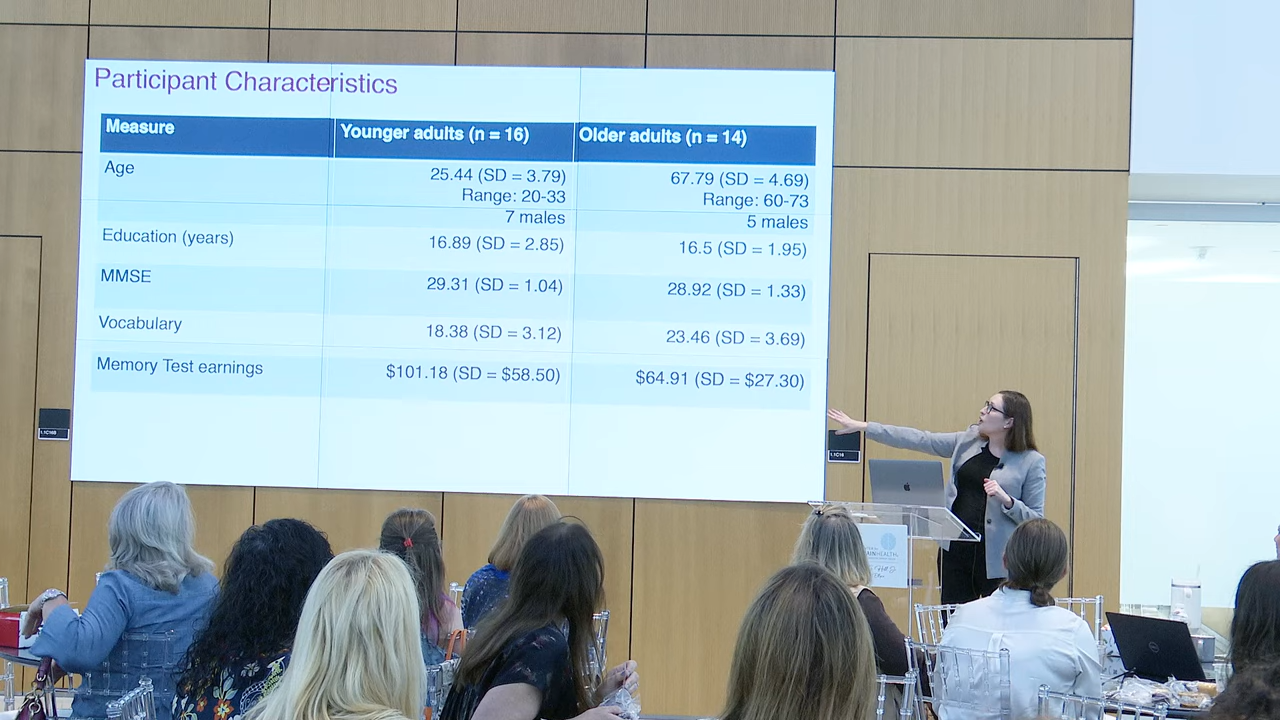 Participant Characteristics
Measure Younger adults (n = 16) Older adults (n = 14)
Age 25.44 (SD = 3.79) 67.79 (SD = 4.69)
Range: 20-33 Range: 60-73
7 males 5 males
Education (years) 16.89 (SD = 2.85) 16.5 (SD = 1.95)
MMSE 29.31 (SD = 1.04) 28.92 (SD = 1.33)
Vocabulary 18.38 (SD = 3.12) 23.46 (SD = 3.69)
Memory Test earnings $101.18 (SD = $58.50) $64.91 (SD = $27.30)
DELL